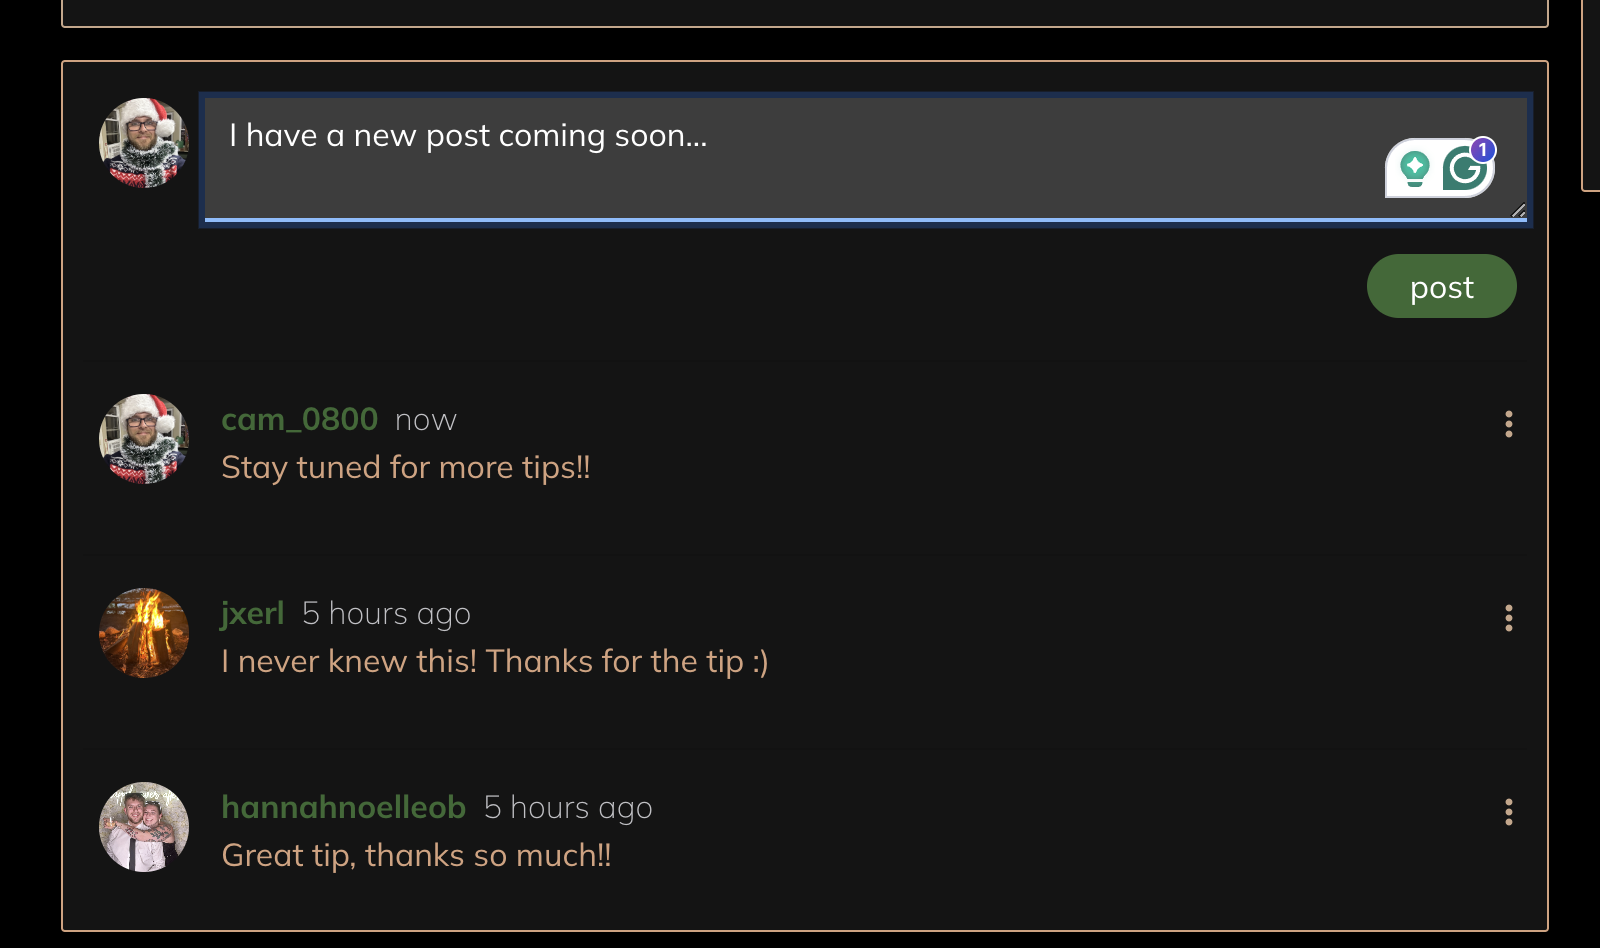 I have a new post coming soon...
1
post
cam_0800 now
Stay tuned for more tips!!
jxerl 5 hours ago
I never knew this! Thanks for the tip :)
hannahnoelleob 5 hours ago
Great tip, thanks so much!!